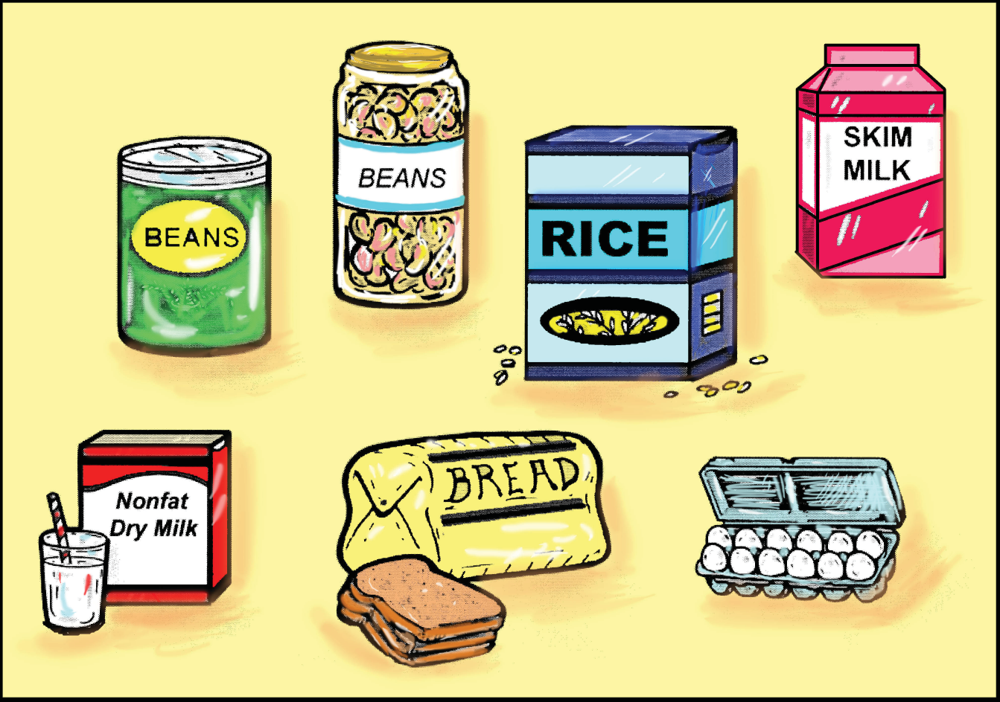 BEANS
BEANS
RICE
SKIM
MILK
Nonfat
Dry Milk
BREAD